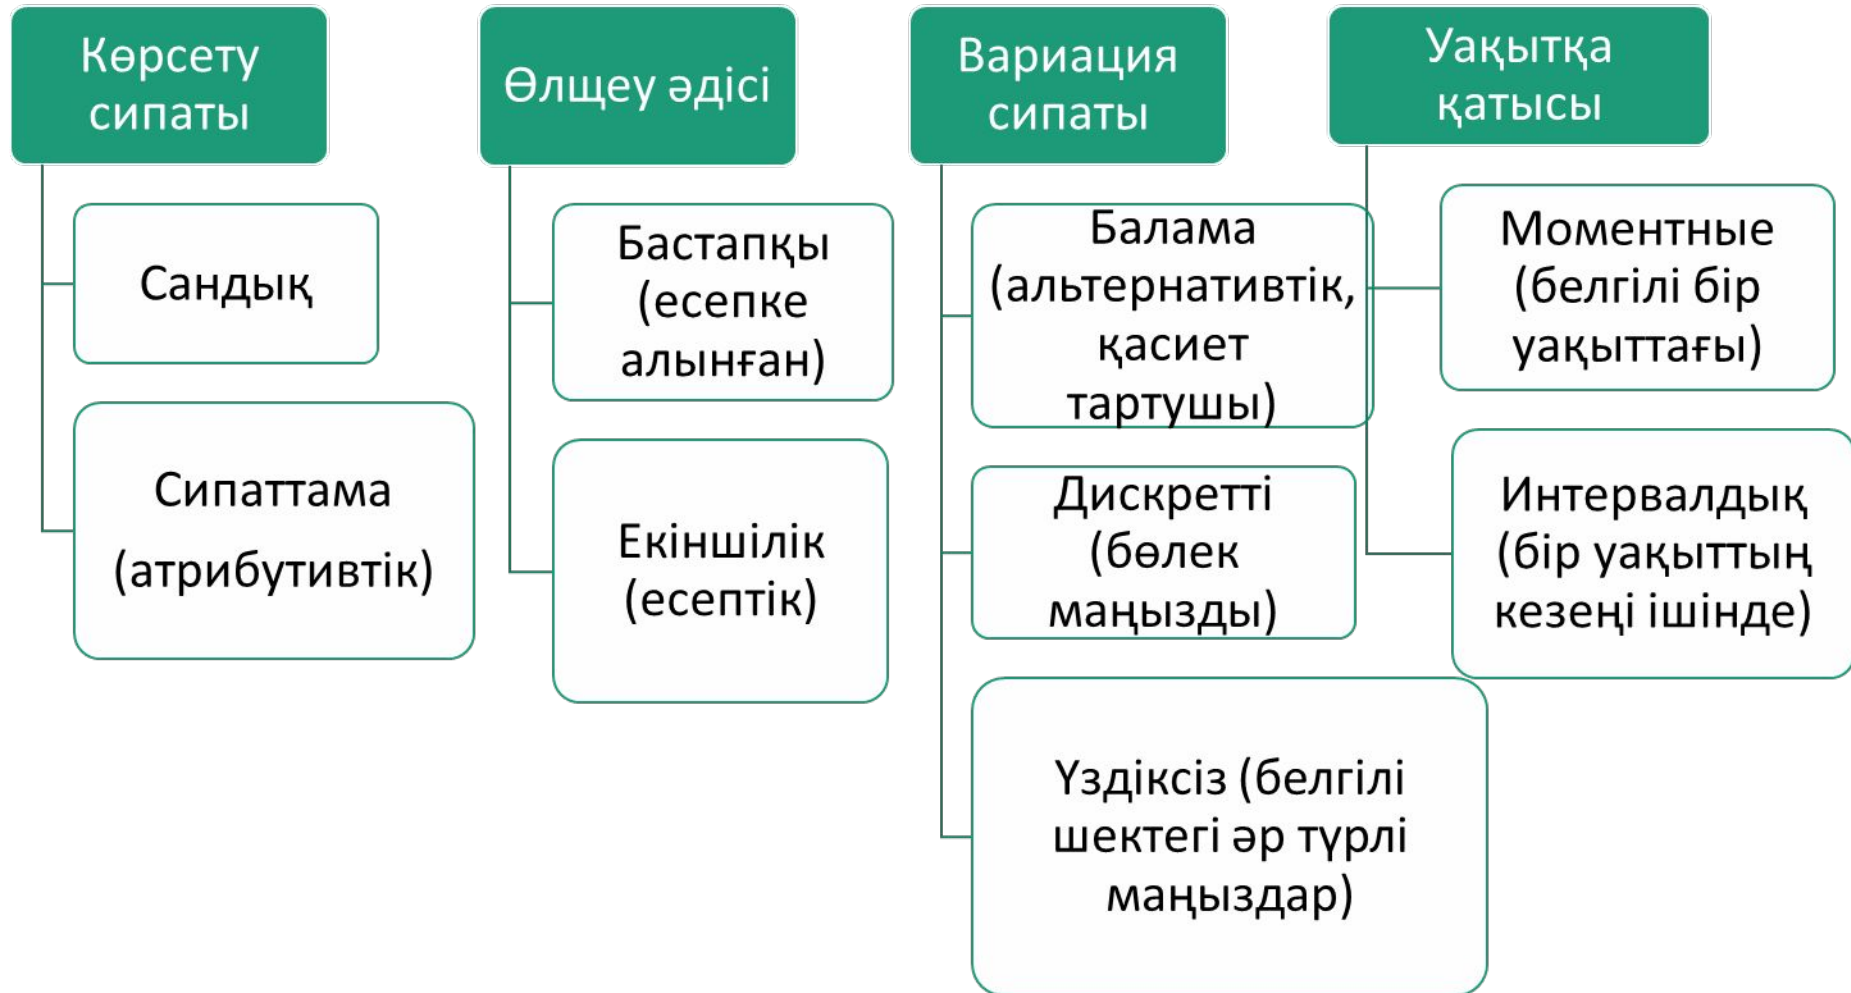 Көрсету
сипаты
Сандық
Сипаттама
(атрибутивтік)
Өлщеу әдісі
Бастапқы
(есепке
алынған)
Екіншілік
(есептік)
Вариация
сипаты
Балама
(альтернативтік,
қасиет
тартушы)
Дискретті
(бөлек
маңызды)
Үздіксіз (белгілі
шектегі әр түрлі
маңыздар)
Уақытқа
қатысы
Моментные
(белгілі бір
уақыттағы)
Интервалдық
(бір уақыттың
кезеңі ішінде)